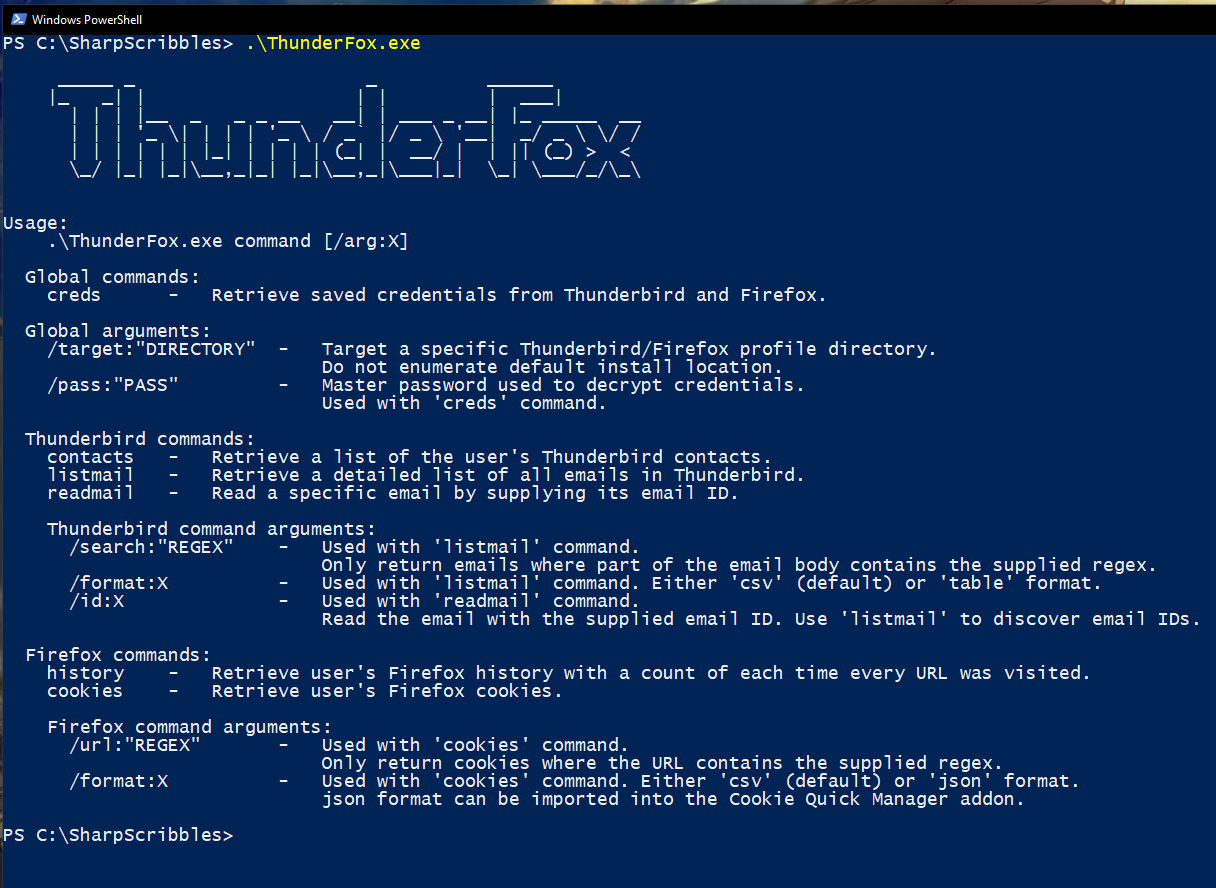 Windows PowerShell
PS C:\SharpScribbles> .\ThunderFox.exe
ThunderFox
Usage:
.\ThunderFox.exe command [/arg:X]
Global commands:
creds - Retrieve saved credentials from Thunderbird and Firefox.
Global arguments:
/target:"DIRECTORY" - Target a specific Thunderbird/Firefox profile directory.
Do not enumerate default install location.
/pass:"PASS" - Master password used to decrypt credentials.
Used with 'creds' command.
Thunderbird commands:
contacts - Retrieve a list of the user's Thunderbird contacts.
listmail - Retrieve a detailed list of all emails in Thunderbird.
readmail - Read a specific email by supplying its email ID.
Thunderbird command arguments:
/search:"REGEX" - Used with 'listmail' command.
Only return emails where part of the email body contains the supplied regex.
/format:X - Used with 'listmail' command. Either 'csv' (default) or 'table' format.
/id:X - Used with 'readmail' command.
Read the email with the supplied email ID. Use 'listmail' to discover email IDs.
Firefox commands:
history - Retrieve user's Firefox history with a count of each time every URL was visited.
cookies - Retrieve user's Firefox cookies.
Firefox command arguments:
/url:"REGEX" - Used with 'cookies' command.
Only return cookies where the URL contains the supplied regex.
/format:X - Used with 'cookies' command. Either 'csv' (default) or 'json' format.
json format can be imported into the Cookie Quick Manager addon.
PS C:\SharpScribbles>